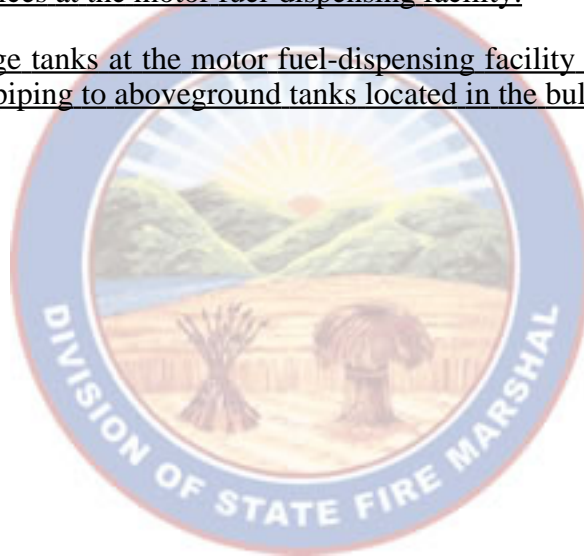 at the motor fuel-dispensing facility.
ge tanks at the motor fuel-dispensing facility
piping to aboveground tanks located in the bul
DIVISION OF STATE FIRE MARSHAL